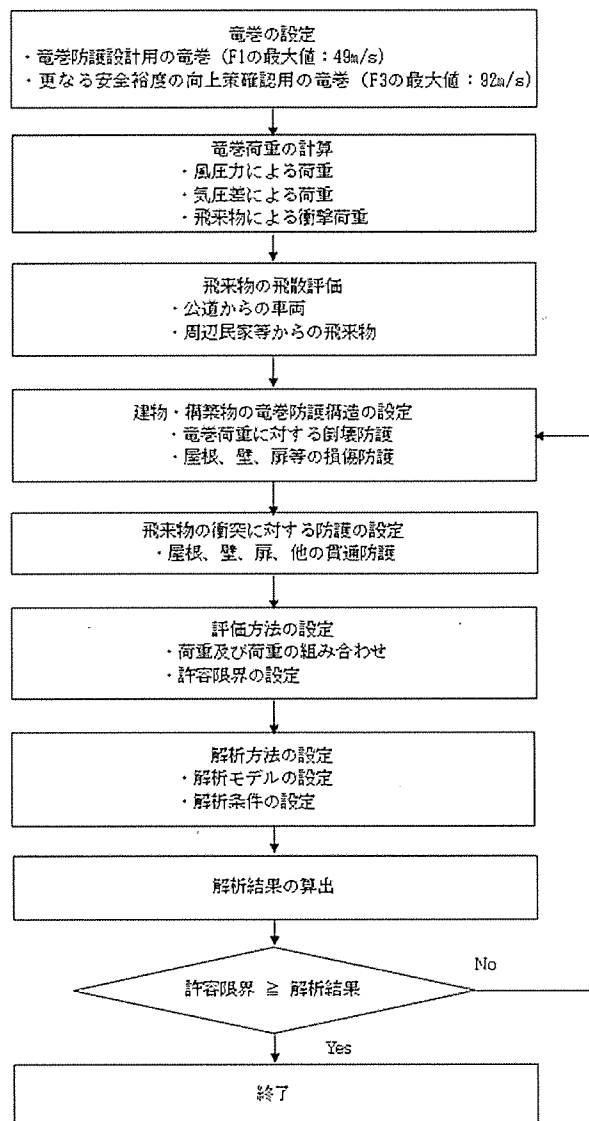 竜巻の設定
・竜巻防護設計用の竜巻（F1の最大値：49m/s）
・更なる安全裕度の向上策確認用の竜巻（F3の最大値：92m/s）
竜巻荷重の計算
・風圧力による荷重
・気圧差による荷重
・飛来物による衝撃荷重
飛来物の飛散評価
・公道からの車両
・周辺民家等からの飛来物
建物・構築物の竜巻防護構造の設定
・竜巻荷重に対する倒壊防護
・屋根、壁、扉等の損傷防護
飛来物の衝突に対する防護の設定
・屋根、壁、扉、他の貫通防護
評価方法の設定
・荷重及び荷重の組み合わせ
・許容限界の設定
解析方法の設定
・解析モデルの設定
・解析条件の設定
解析結果の算出
許容限界 ≧ 解析結果
No
Yes
終了